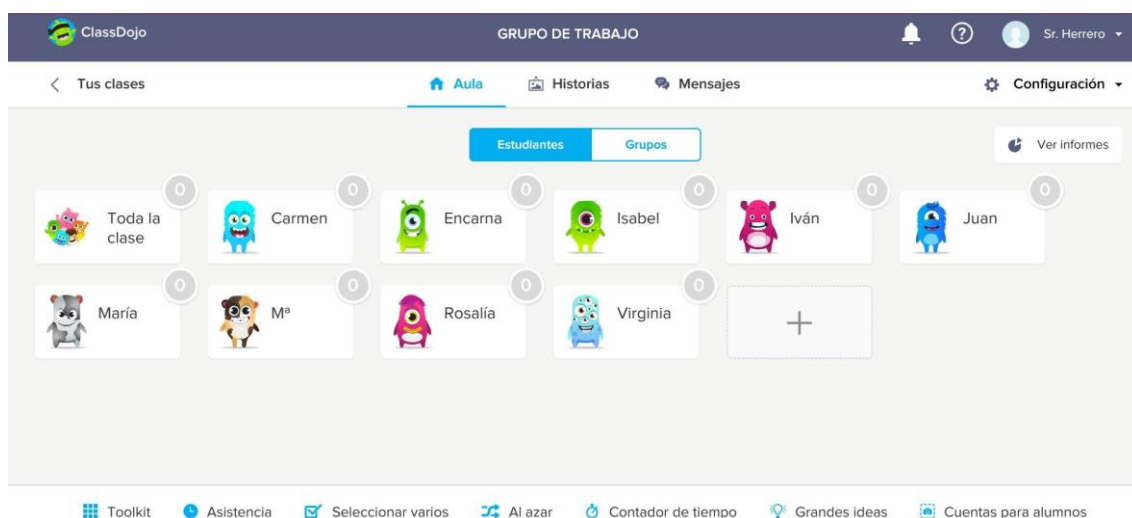 ClassDojo
GRUPO DE TRABAJO
?
Sr. Herrero
Tus clases
Aula
Historias
Mensajes
Configuración
Estudiantes
Grupos
Ver informes
0
Toda la
clase
0
Carmen
0
Encarna
0
Isabel
0
Iván
0
Juan
0
María
0
Mª
0
Rosalía
0
Virginia
+
Toolkit
Asistencia
Seleccionar varios
Al azar
Contador de tiempo
Grandes ideas
Cuentas para alumnos